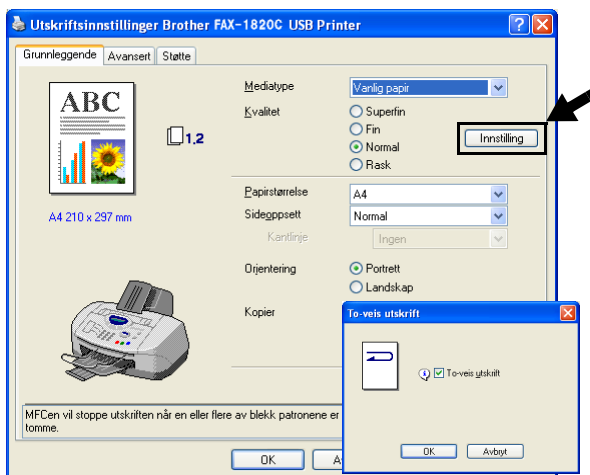 Utskriftsinnstillinger Brother FAX-1820C USB Printer
Grunnleggende Avansert Støtte
ABC
1.2
A4 210 x 297 mm
Mediatype Vanlig papir
Kvalitet Superfin
Fin
Normal
Rask
Innstilling
Papirstørrelse A4
Sideoppsett Normal
Kantlinje Ingen
Orientering Portrett
Landskap
Kopier
To-veis utskrift
To-veis utskrift
OK Avbryt
MFCen vil stoppe utskriften når en eller flere av blekk patronene er
tomme.
OK A